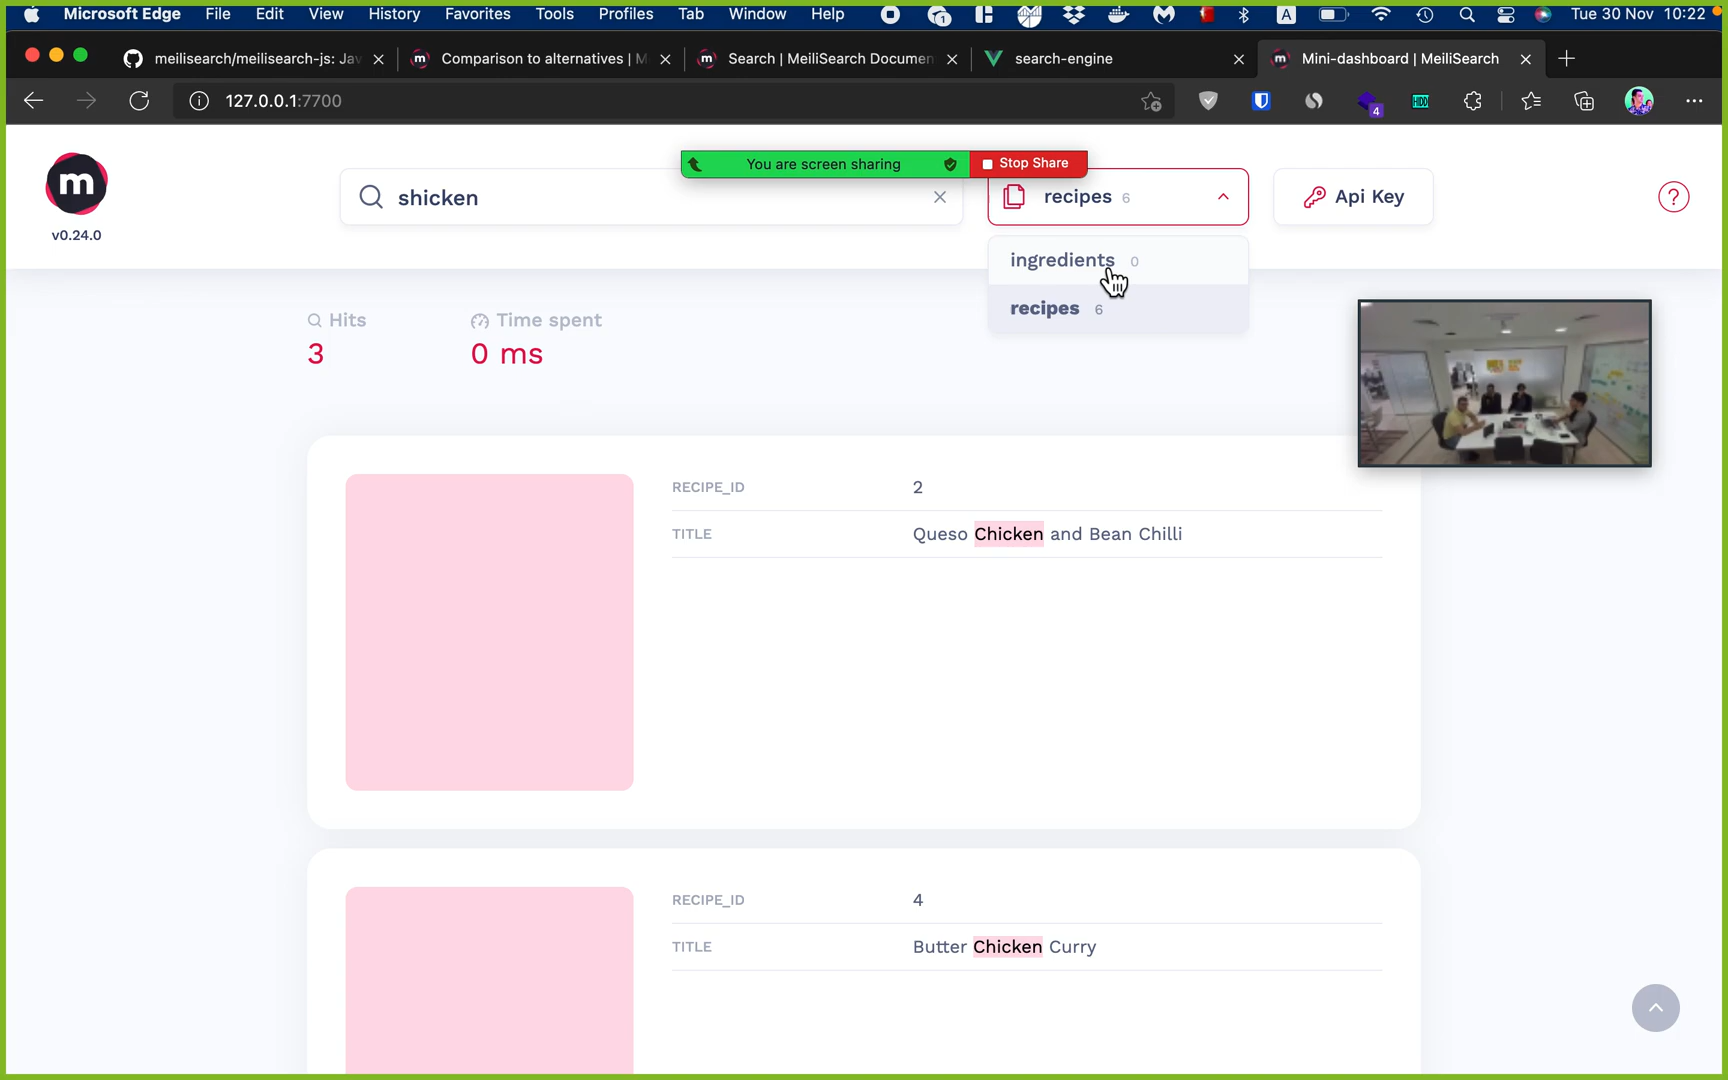 Microsoft Edge File Edit View History Favorites Tools Profiles Tab Window Help 1 A Tue 30 Nov 10:22
meilisearch/meilisearch-js: Jav
Comparison to alternatives | M
Search | MeiliSearch Documen
search-engine
Mini-dashboard | MeiliSearch
127.0.0.1:7700
4
HDD
You are screen sharing
Stop Share
m
v0.24.0
shicken
recipes 6
Api Key
?
ingredients 0
recipes 6
Hits
3
Time spent
0 ms
RECIPE_ID 2
TITLE Queso Chicken and Bean Chilli
RECIPE_ID 4
TITLE Butter Chicken Curry